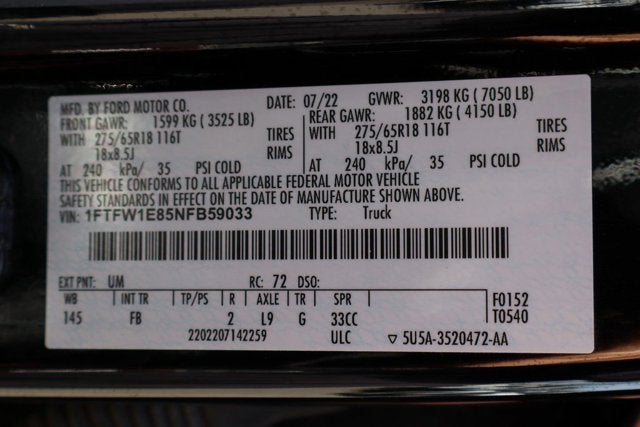 MFD. BY FORD MOTOR CO. DATE: 07/22 GVWR: 3198 KG ( 7050 LB)
FRONT GAWR: 1599 KG ( 3525 LB) REAR GAWR: 1882 KG ( 4150 LB)
WITH 275/65R18 116T TIRES WITH 275/65R18 116T TIRES
18x8.5J RIMS 18x8.5J RIMS
AT 240 kPa/ 35 PSI COLD AT 240 kPa/ 35 PSI COLD
THIS VEHICLE CONFORMS TO ALL APPLICABLE FEDERAL MOTOR VEHICLE
SAFETY STANDARDS IN EFFECT ON THE DATE OF MANUFACTURE SHOWN ABOVE.
VIN: 1FTFW1E85NFB59033 TYPE: Truck
EXT PNT: UM RC: 72 DSO:
WB INT TR TP/PS R AXLE TR SPR F0152
145 FB 2 L9 G 33CC T0540
2202207142259 ULC ▽ 5U5A-3520472-AA